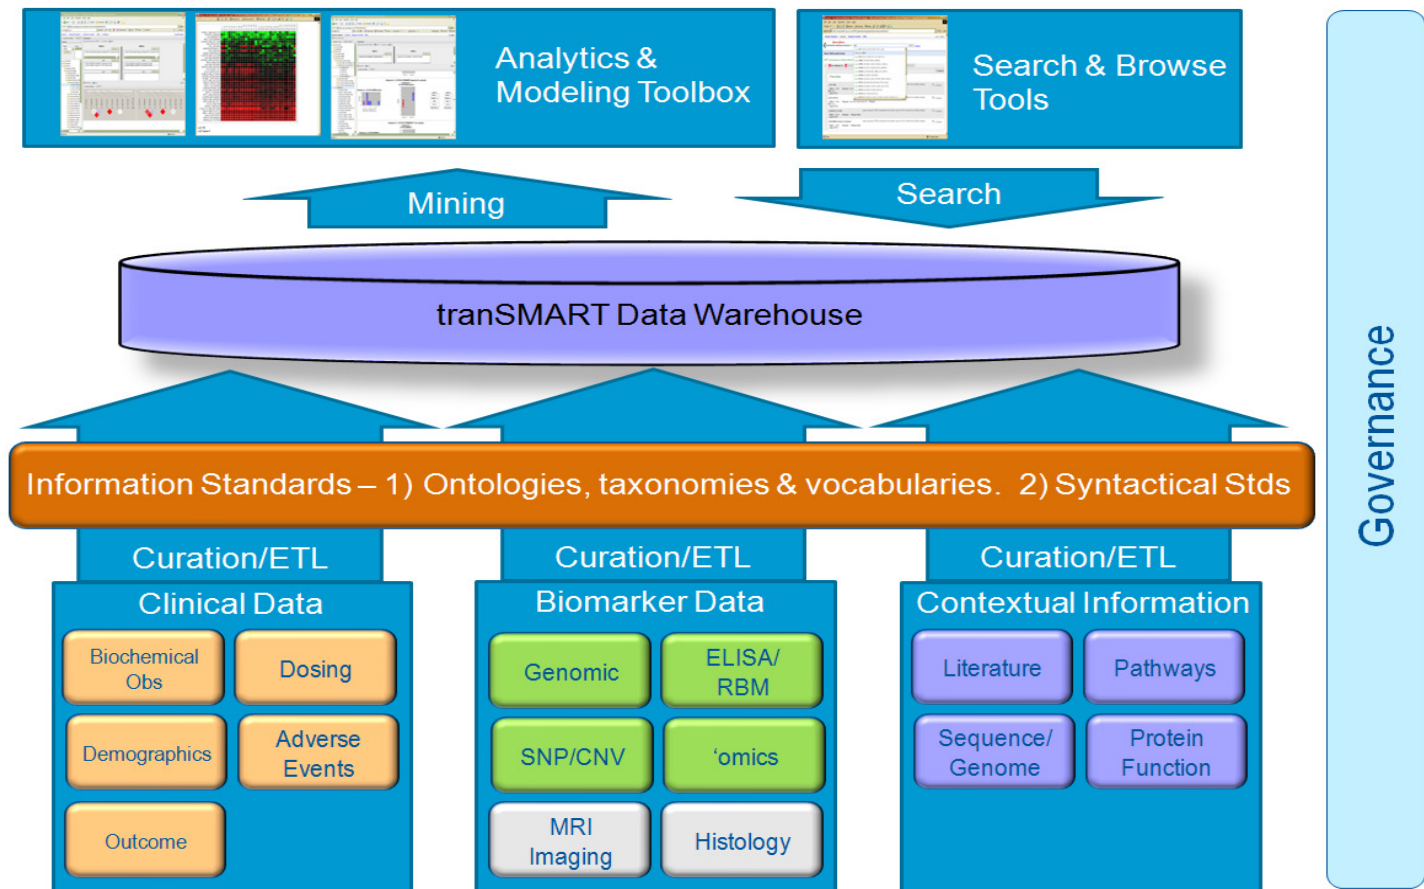 Analytics &
Modeling Toolbox
Search & Browse
Tools
Mining
Search
tranSMART Data Warehouse
Governance
Information Standards – 1) Ontologies, taxonomies & vocabularies.  2) Syntactical Stds
Curation/ETL
Curation/ETL
Curation/ETL
Clinical Data
Biochemical
Obs
Dosing
Demographics
Adverse
Events
Outcome
Biomarker Data
Genomic
ELISA/
RBM
SNP/CNV
‘omics
MRI
Imaging
Histology
Contextual Information
Literature
Pathways
Sequence/
Genome
Protein
Function